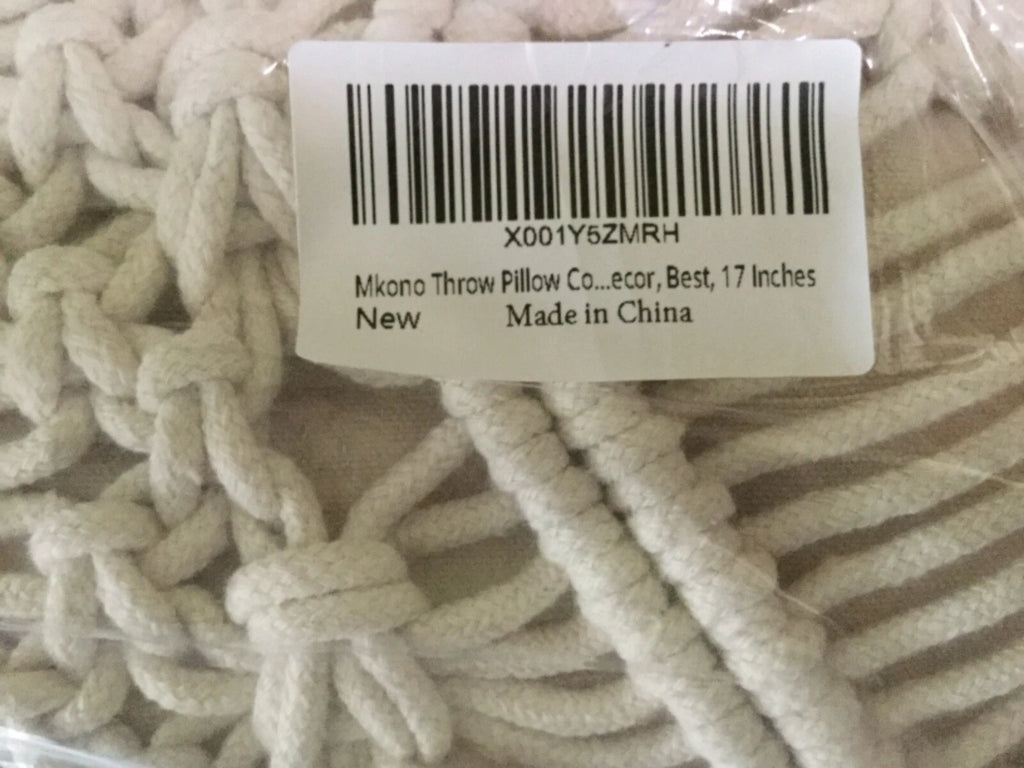 X001Y5ZMRH
Mkono Throw Pillow Co...ecor, Best, 17 Inches
New Made in China